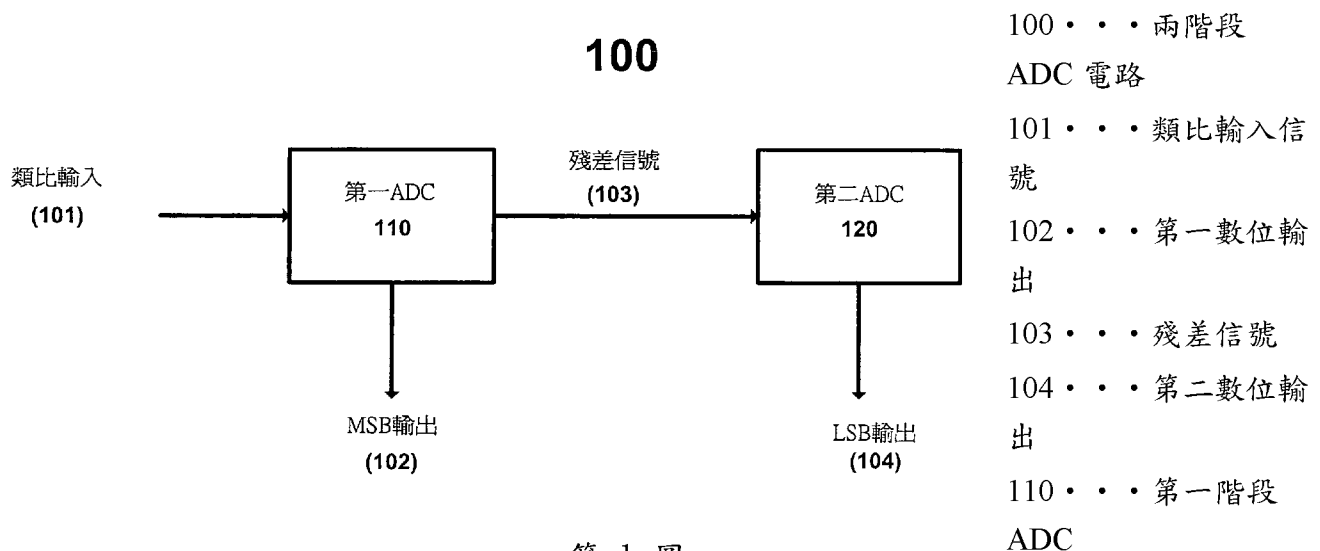 100
類比輸入
(101)
第一ADC
110
殘差信號
(103)
第二ADC
120
MSB輸出
(102)
LSB輸出
(104)
100・・・兩階段
ADC 電路
101・・・類比輸入信
號
102・・・第一數位輸
出
103・・・殘差信號
104・・・第二數位輸
出
110・・・第一階段
ADC